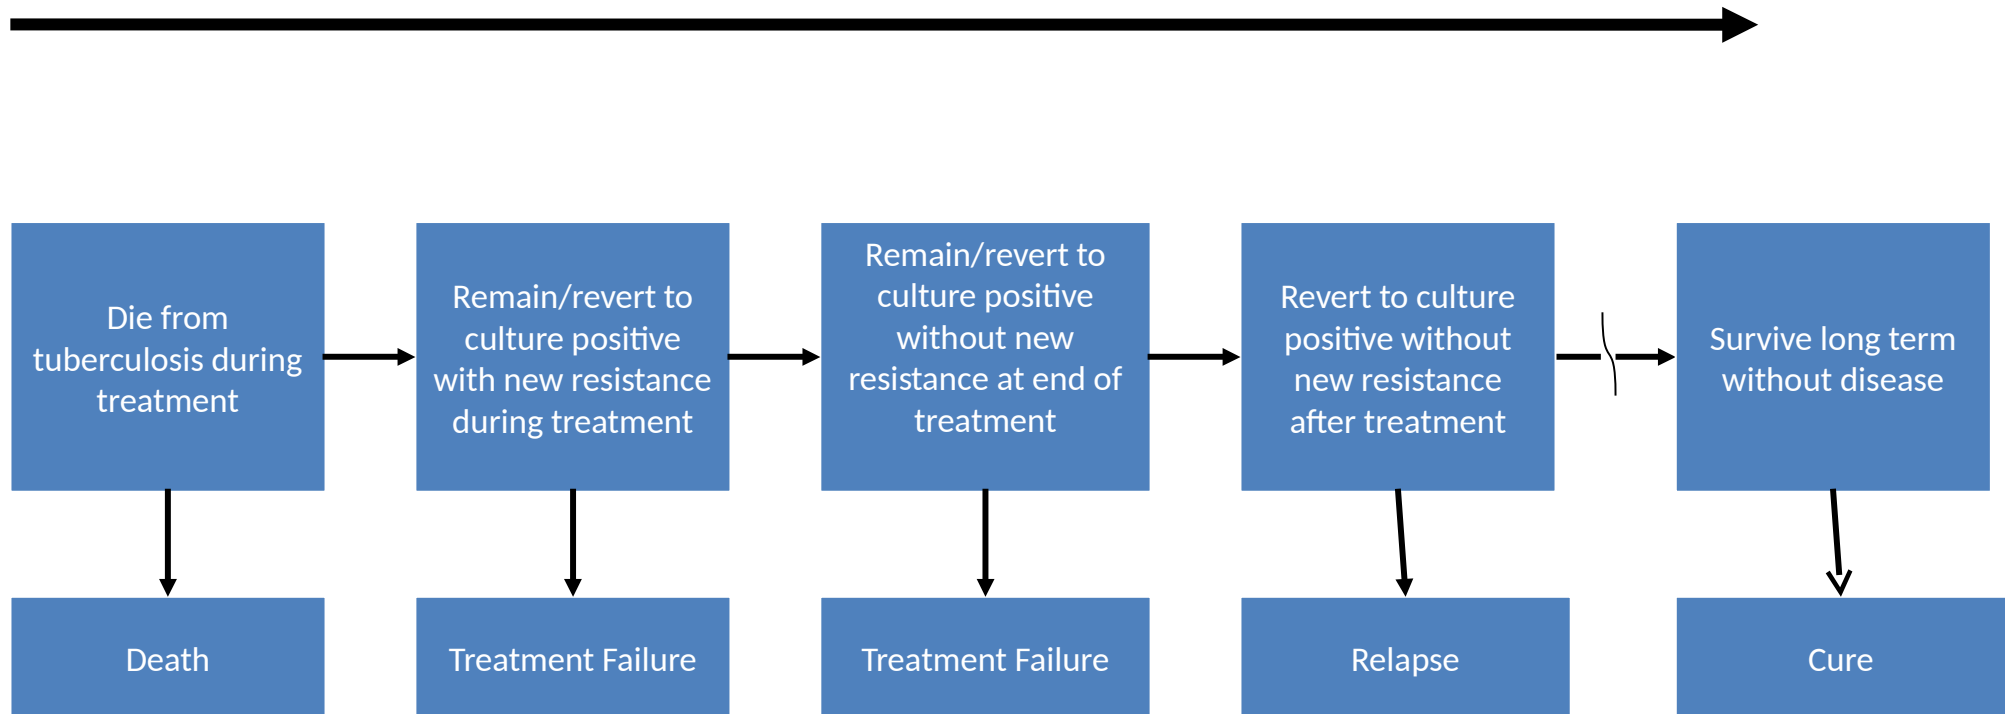 Die from
tuberculosis during
treatment
Remain/revert to
culture positive
with new resistance
during treatment
Remain/revert to
culture positive
without new
resistance at end of
treatment
Revert to culture
positive without
new resistance
after treatment
Survive long term
without disease
Death
Treatment Failure
Treatment Failure
Relapse
Cure